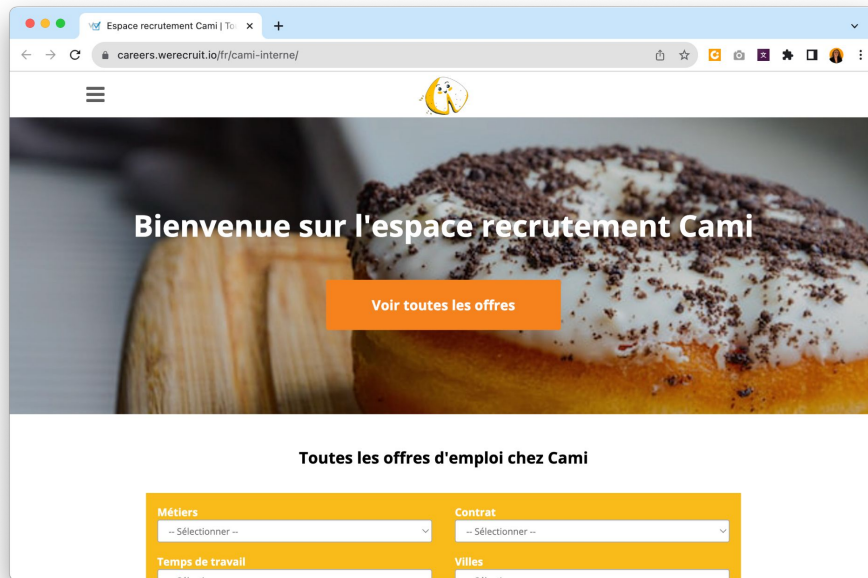 Espace recrutement Cami | To
careers.werecruit.io/fr/cami-interne/
Bienvenue sur l'espace recrutement Cami
Voir toutes les offres
Toutes les offres d'emploi chez Cami
Métiers
Contrat
-- Sélectionner --
-- Sélectionner --
Temps de travail
Villes